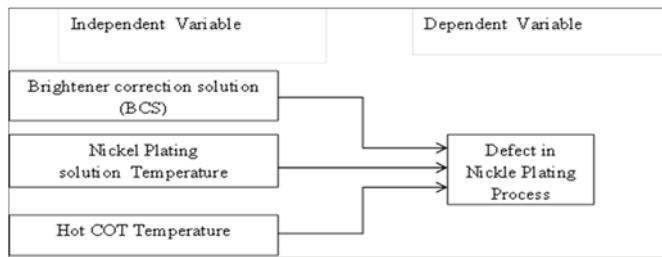 Independent Variable
Dependent Variable
Brightener correction solution
(BCS)
Nickel Plating
solution Temperature
Hot COT Temperature
Defect in
Nickle Plating
Process